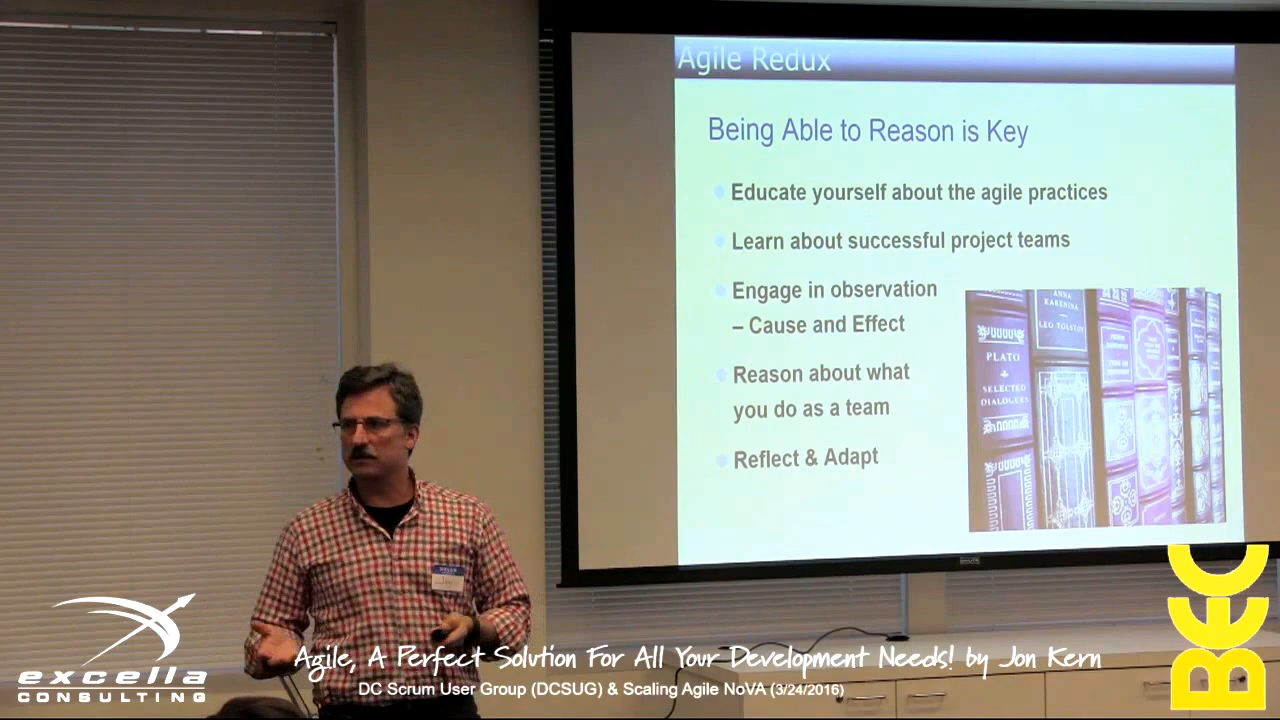 Agile Redux
Being Able to Reason is Key
Educate yourself about the agile practices
Learn about successful project teams
Engage in observation
– Cause and Effect
Reason about what
you do as a team
Reflect & Adapt
ANNA
KARENINA
LEO TOLSTOY
PLATO
SELECTED
DIALOGUES
HELLO
excella
CONSULTING
Agile, A Perfect Solution For All Your Development Needs! by Jon Kern
DC Scrum User Group (DCSUG) & Scaling Agile NoVA (3/24/2016)
BEC